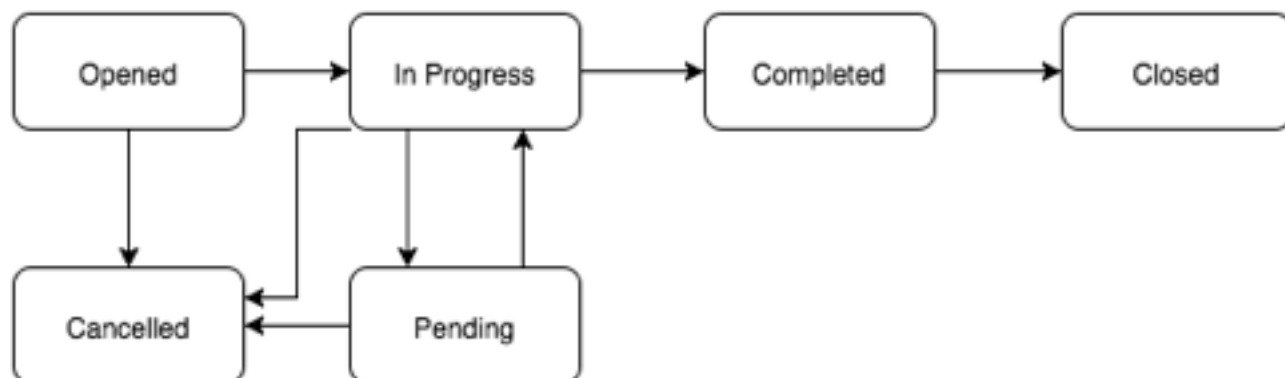 Opened
In Progress
Completed
Closed
Cancelled
Pending